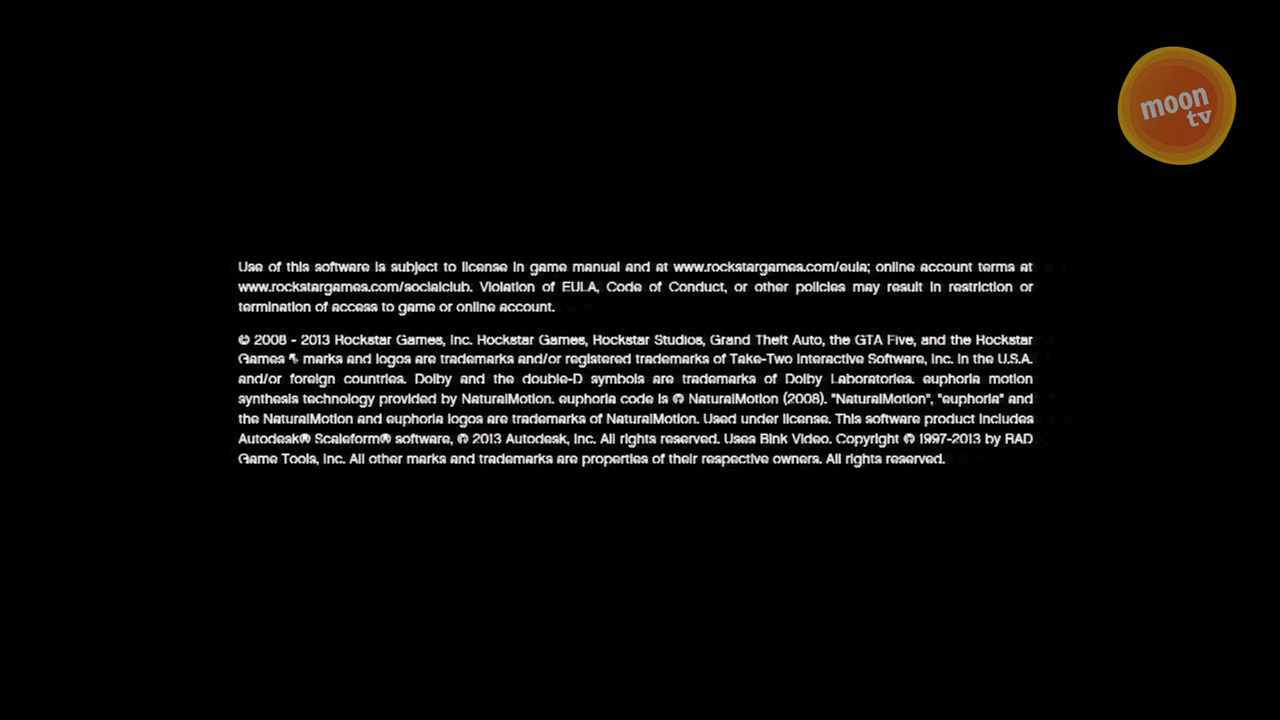 moon
tv
Use of this software is subject to license in game manual and at www.rockstargames.com/eula; online account terms at
www.rockstargames.com/socialclub. Violation of EULA, Code of Conduct, or other policies may result in restriction or
termination of access to game or online account.
© 2008 - 2013 Rockstar Games, Inc. Rockstar Games, Rockstar Studios, Grand Theft Auto, the GTA Five, and the Rockstar
Games R* marks and logos are trademarks and/or registered trademarks of Take-Two Interactive Software, Inc. in the U.S.A.
and/or foreign countries. Dolby and the double-D symbols are trademarks of Dolby Laboratories. euphoria motion
synthesis technology provided by NaturalMotion. euphoria code is © NaturalMotion (2008). "NaturalMotion", "euphoria" and
the NaturalMotion and euphoria logos are trademarks of NaturalMotion. Used under license. This software product includes
Autodesk® Scaleform® software, © 2013 Autodesk, Inc. All rights reserved. Uses Bink Video. Copyright © 1997-2013 by RAD
Game Tools, Inc. All other marks and trademarks are properties of their respective owners. All rights reserved.